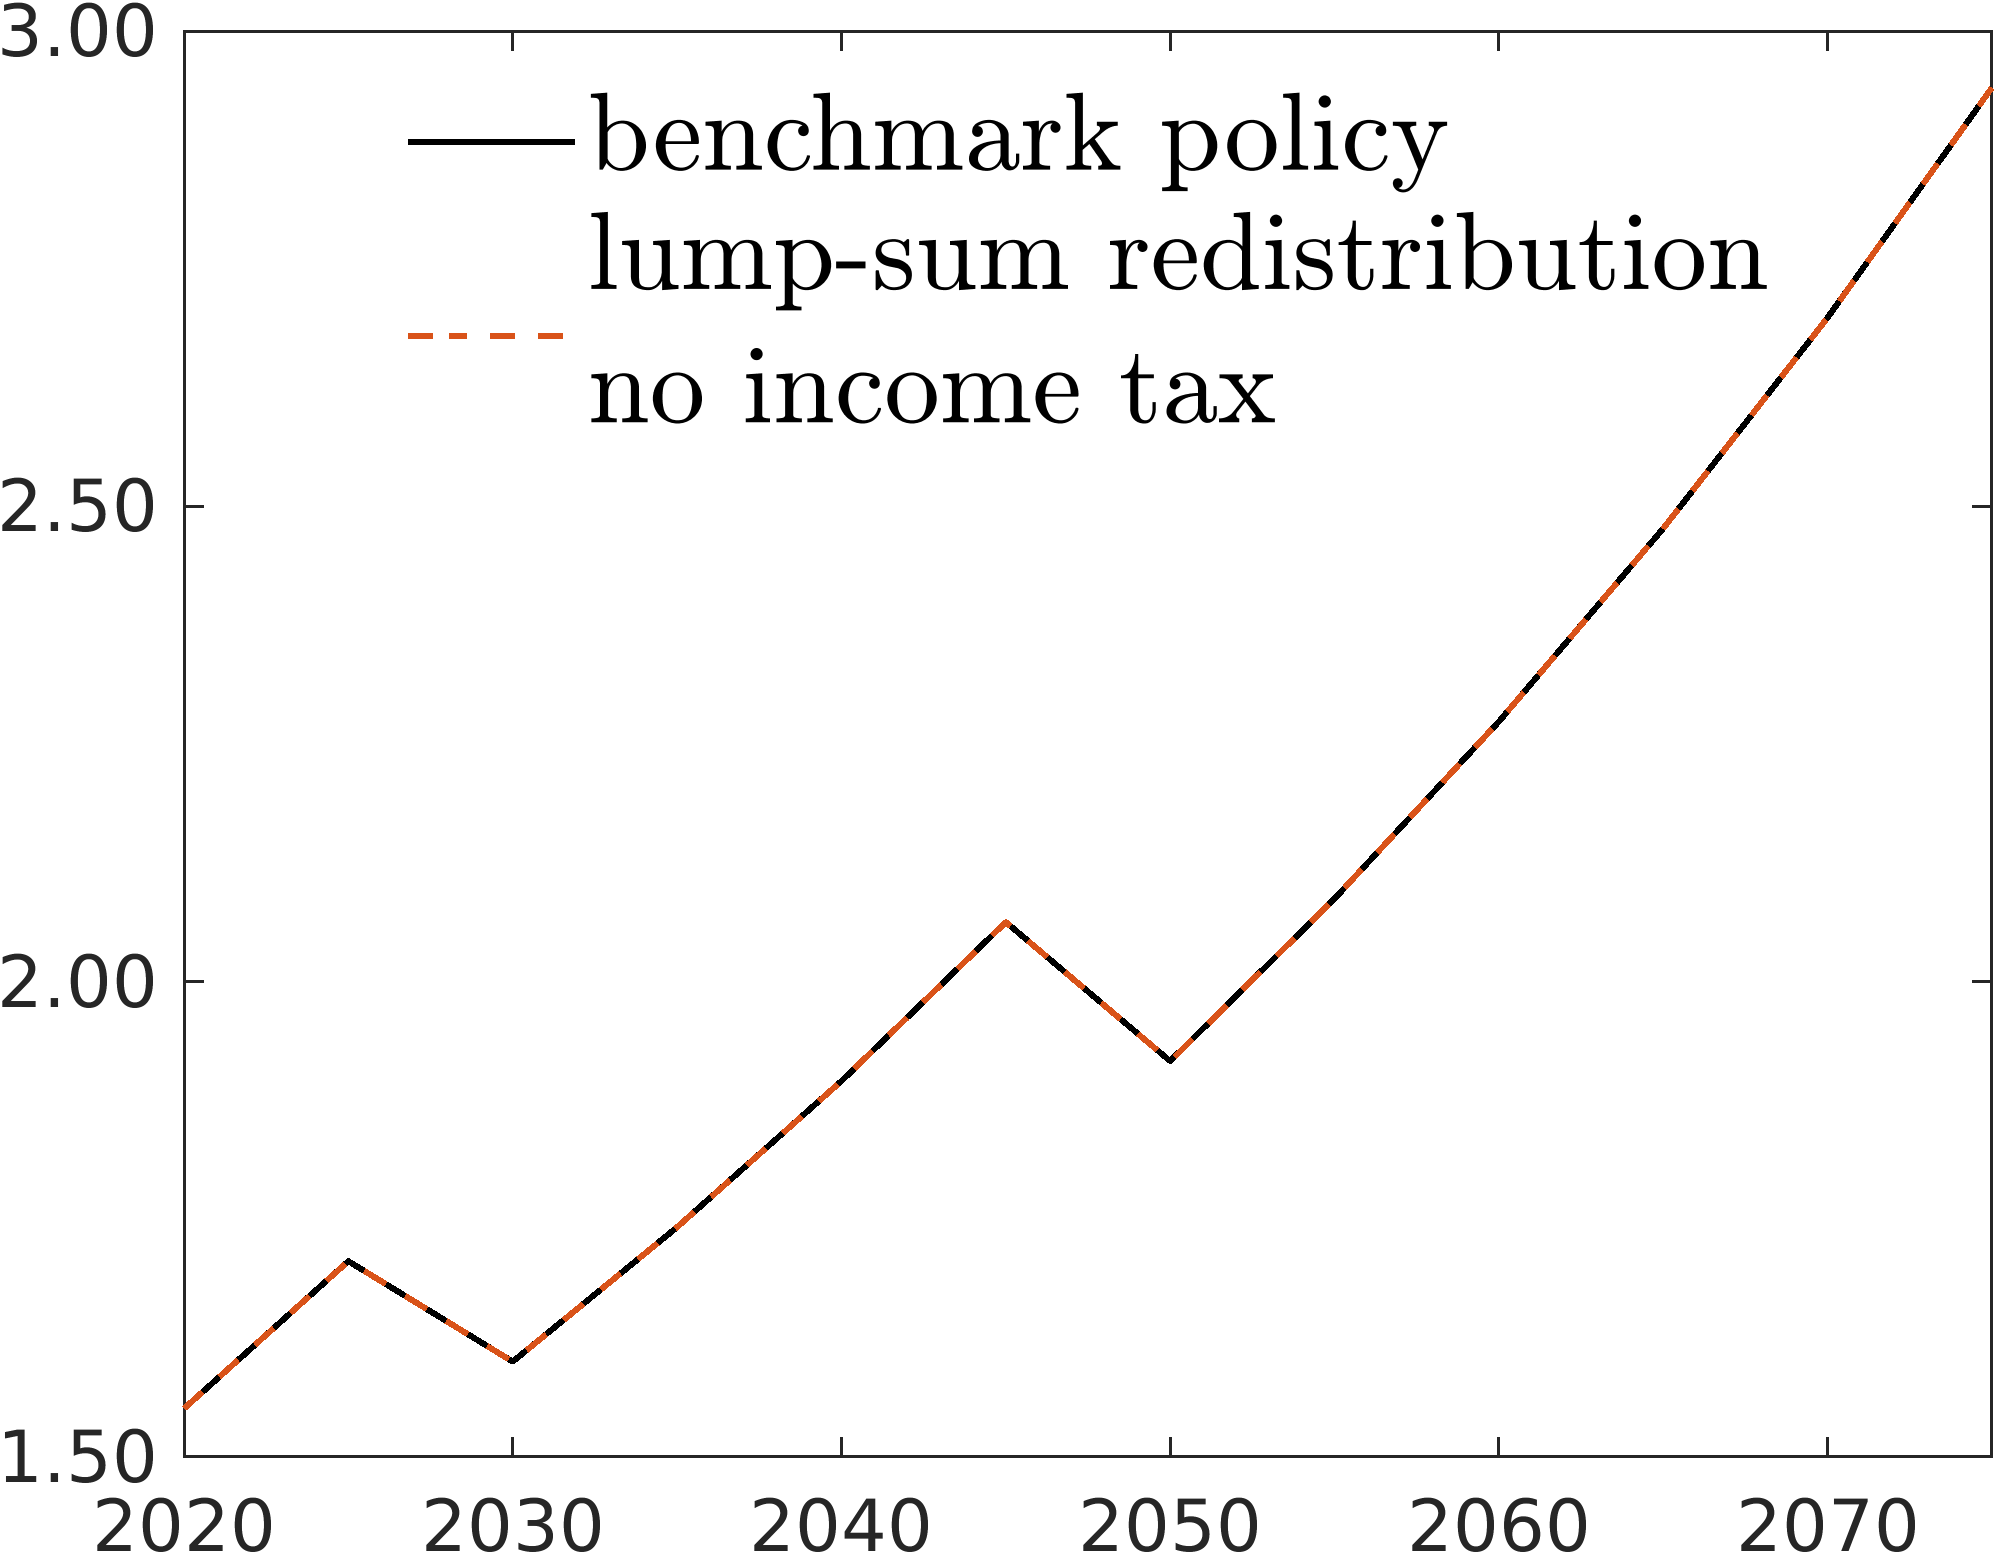 3.00
benchmark policy
lump-sum redistribution
no income tax
2.50
2.00
1.50
2020 2030 2040 2050 2060 2070